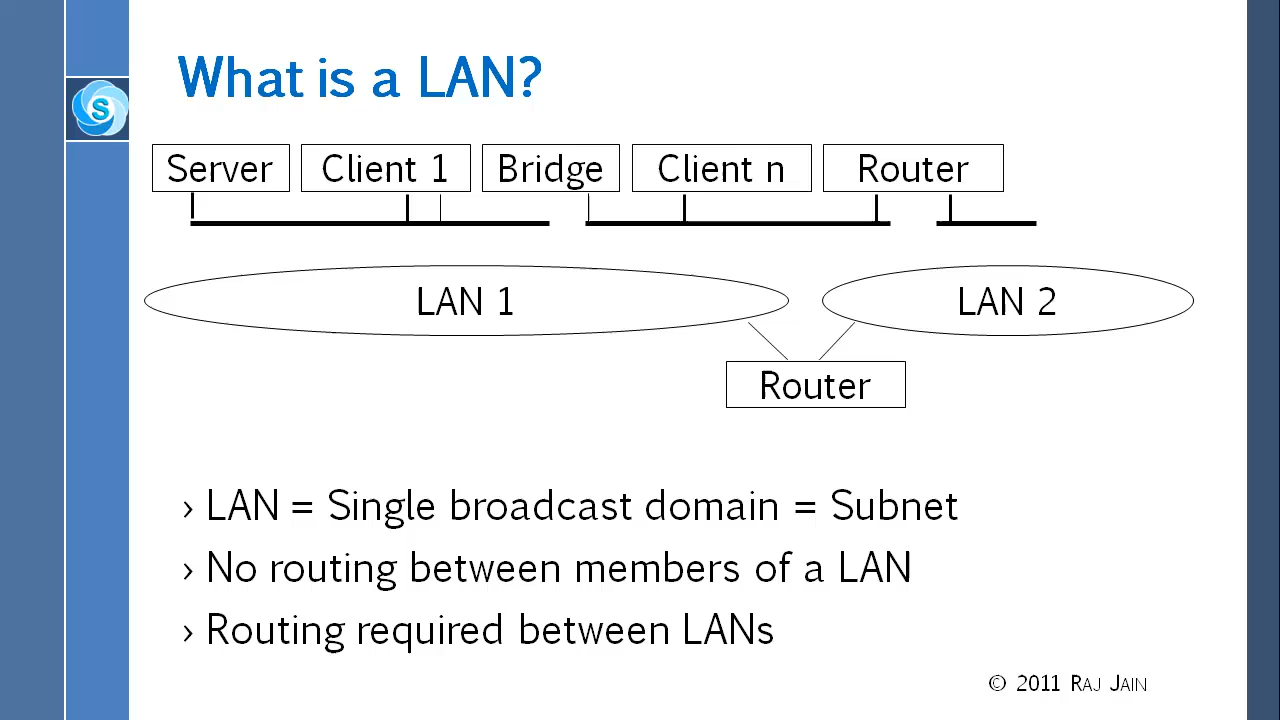 What is a LAN?
S
Server Client 1 Bridge Client n Router
LAN 1 LAN 2
Router
› LAN = Single broadcast domain = Subnet
› No routing between members of a LAN
› Routing required between LANs
© 2011 RAJ JAIN